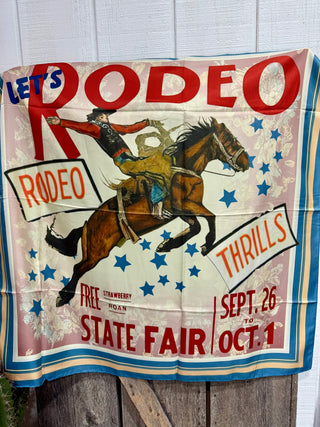 LET'S RODEO
RODEO
THRILLS
FREE STRAWBERRY
ROAN
STATE FAIR
SEPT. 26
TO
OCT. 1